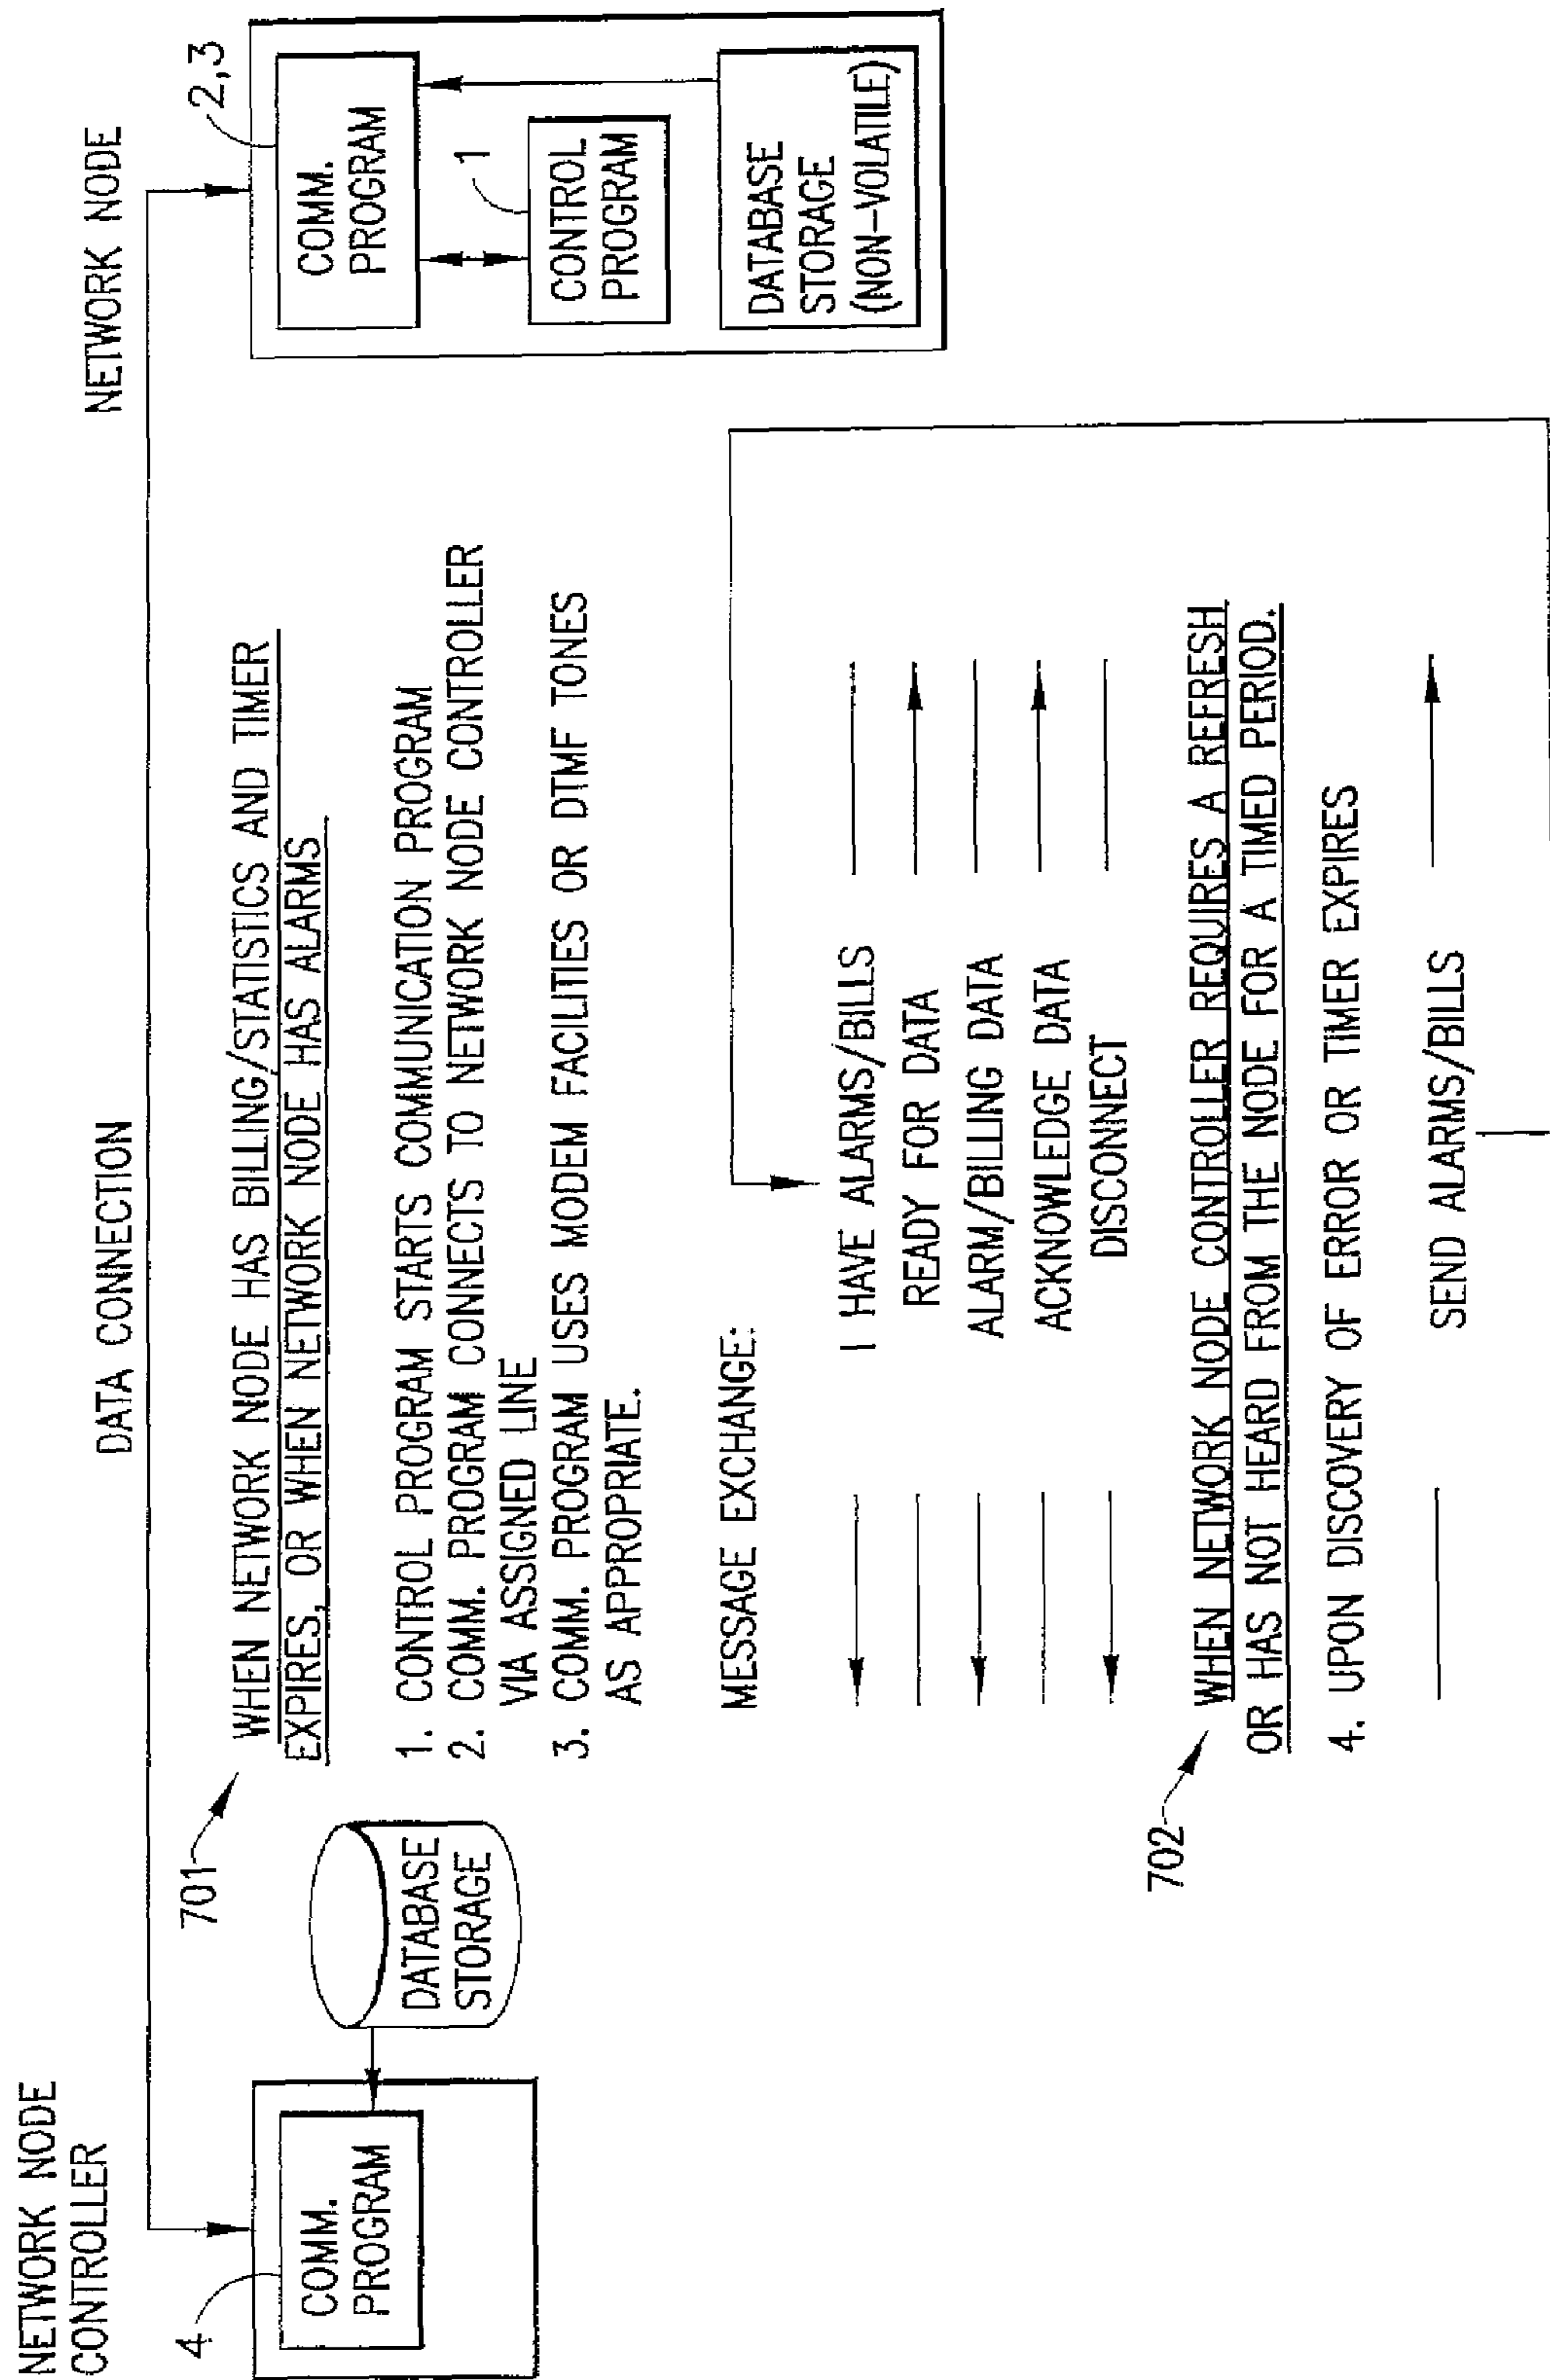 NETWORK NODE
CONTROLLER
DATA CONNECTION
NETWORK NODE
4
COMM.
PROGRAM
DATABASE
STORAGE
2,3
COMM.
PROGRAM
1
CONTROL
PROGRAM
DATABASE
STORAGE
(NON-VOLATILE)
701
WHEN NETWORK NODE HAS BILLING/STATISTICS AND TIMER
EXPIRES, OR WHEN NETWORK NODE HAS ALARMS
1. CONTROL PROGRAM STARTS COMMUNICATION PROGRAM
2. COMM. PROGRAM CONNECTS TO NETWORK NODE CONTROLLER
VIA ASSIGNED LINE
3. COMM. PROGRAM USES MODEM FACILITIES OR DTMF TONES
AS APPROPRIATE.
MESSAGE EXCHANGE:
I HAVE ALARMS/BILLS
READY FOR DATA
ALARM/BILLING DATA
ACKNOWLEDGE DATA
DISCONNECT
702
WHEN NETWORK NODE CONTROLLER REQUIRES A REFRESH
OR HAS NOT HEARD FROM THE NODE FOR A TIMED PERIOD.
4. UPON DISCOVERY OF ERROR OR TIMER EXPIRES
SEND ALARMS/BILLS